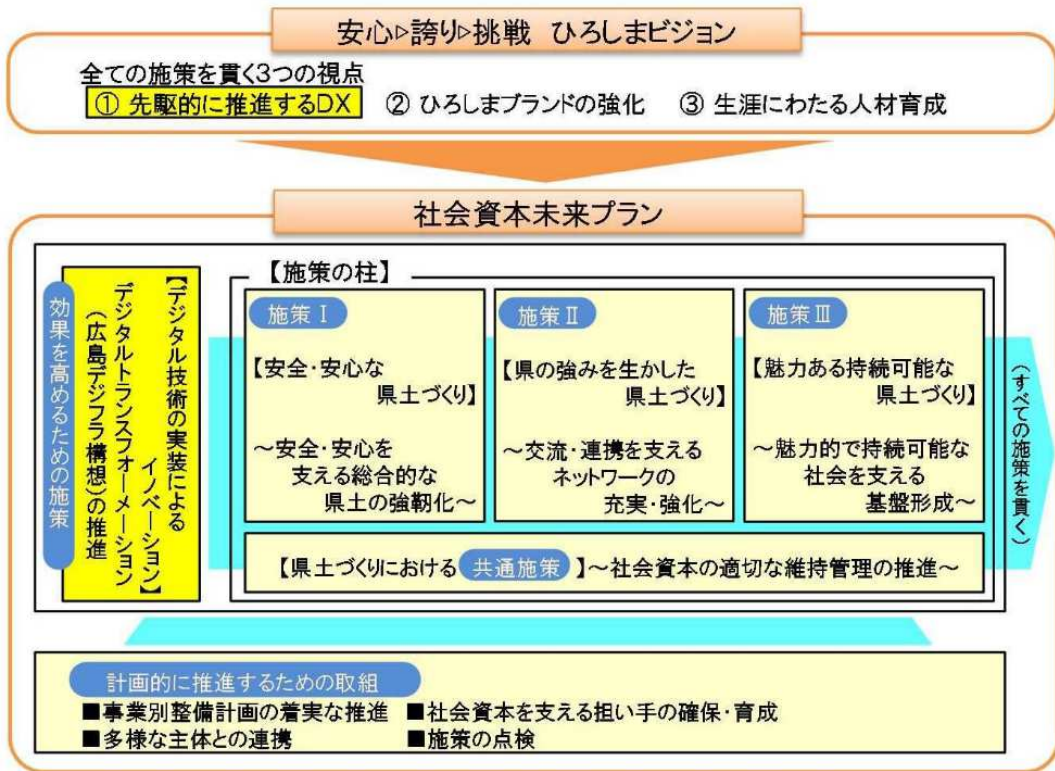 安心▷誇り▷挑戦 ひろしまビジョン
全ての施策を貫く3つの視点
① 先駆的に推進するDX ② ひろしまブランドの強化 ③ 生涯にわたる人材育成
社会資本未来プラン
効果を高めるための施策
【デジタル技術の実装による
イノベーション】
デジタルトランスフォーメーション
(広島デジフラ構想)の推進
【施策の柱】
施策Ⅰ
【安全・安心な
県土づくり】
～安全・安心を
支える総合的な
県土の強靭化～
施策Ⅱ
【県の強みを生かした
県土づくり】
～交流・連携を支える
ネットワークの
充実・強化～
施策Ⅲ
【魅力ある持続可能な
県土づくり】
～魅力的で持続可能な
社会を支える
基盤形成～
【県土づくりにおける 共通施策 】～社会資本の適切な維持管理の推進～
(すべての施策を貫く)
計画的に推進するための取組
■事業別整備計画の着実な推進 ■社会資本を支える担い手の確保・育成
■多様な主体との連携 ■施策の点検